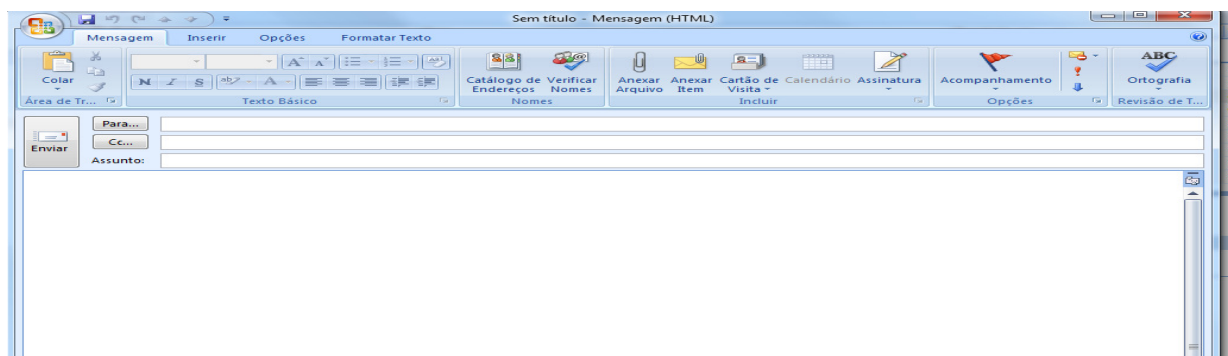 Sem título - Mensagem (HTML)
Mensagem Inserir Opções Formatar Texto
Colar
N I S ab A A A
Catálogo de Endereços Verificar Nomes
Anexar Arquivo Anexar Item Cartão de Visita Calendário Assinatura
Acompanhamento
ABC
Ortografia
Área de Tr... Texto Básico Nomes Incluir Opções Revisão de T...
Para...
Cc...
Enviar
Assunto: